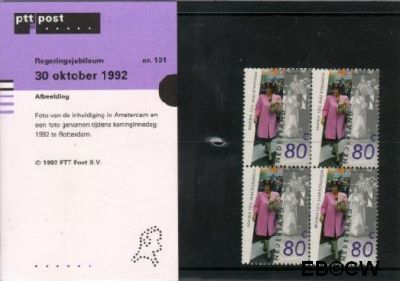 ptt post
Regeringsjubileum nr. 101
30 oktober 1992
Afbeelding
Foto van de inhuldiging in Amsterdam en
een foto genomen tijdens koninginnedag
1992 te Rotterdam.
© 1992 PTT Post B.V.
80 c
80 c
80 c
80 c
NEDERLAND
EBOCW